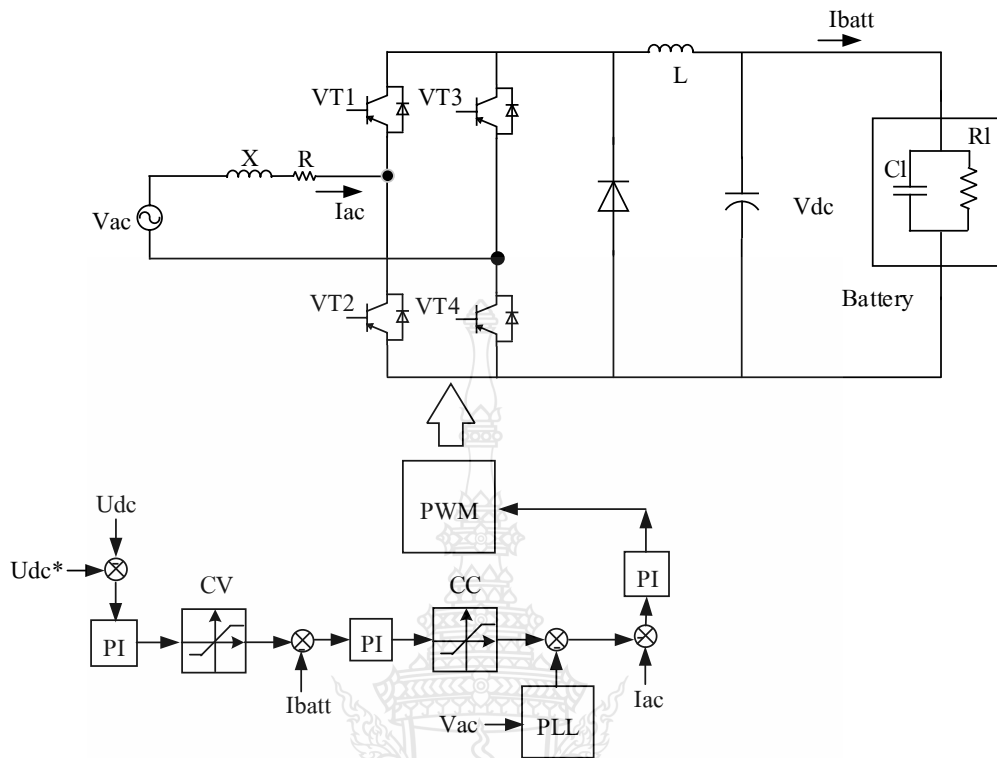 Ibatt
L
VT1
VT3
X
R
Iac
Vac
Cl
Rl
Vdc
VT2
VT4
Battery
Udc
PWM
Udc*
CV
CC
PI
PI
PI
Ibatt
Iac
Vac
PLL